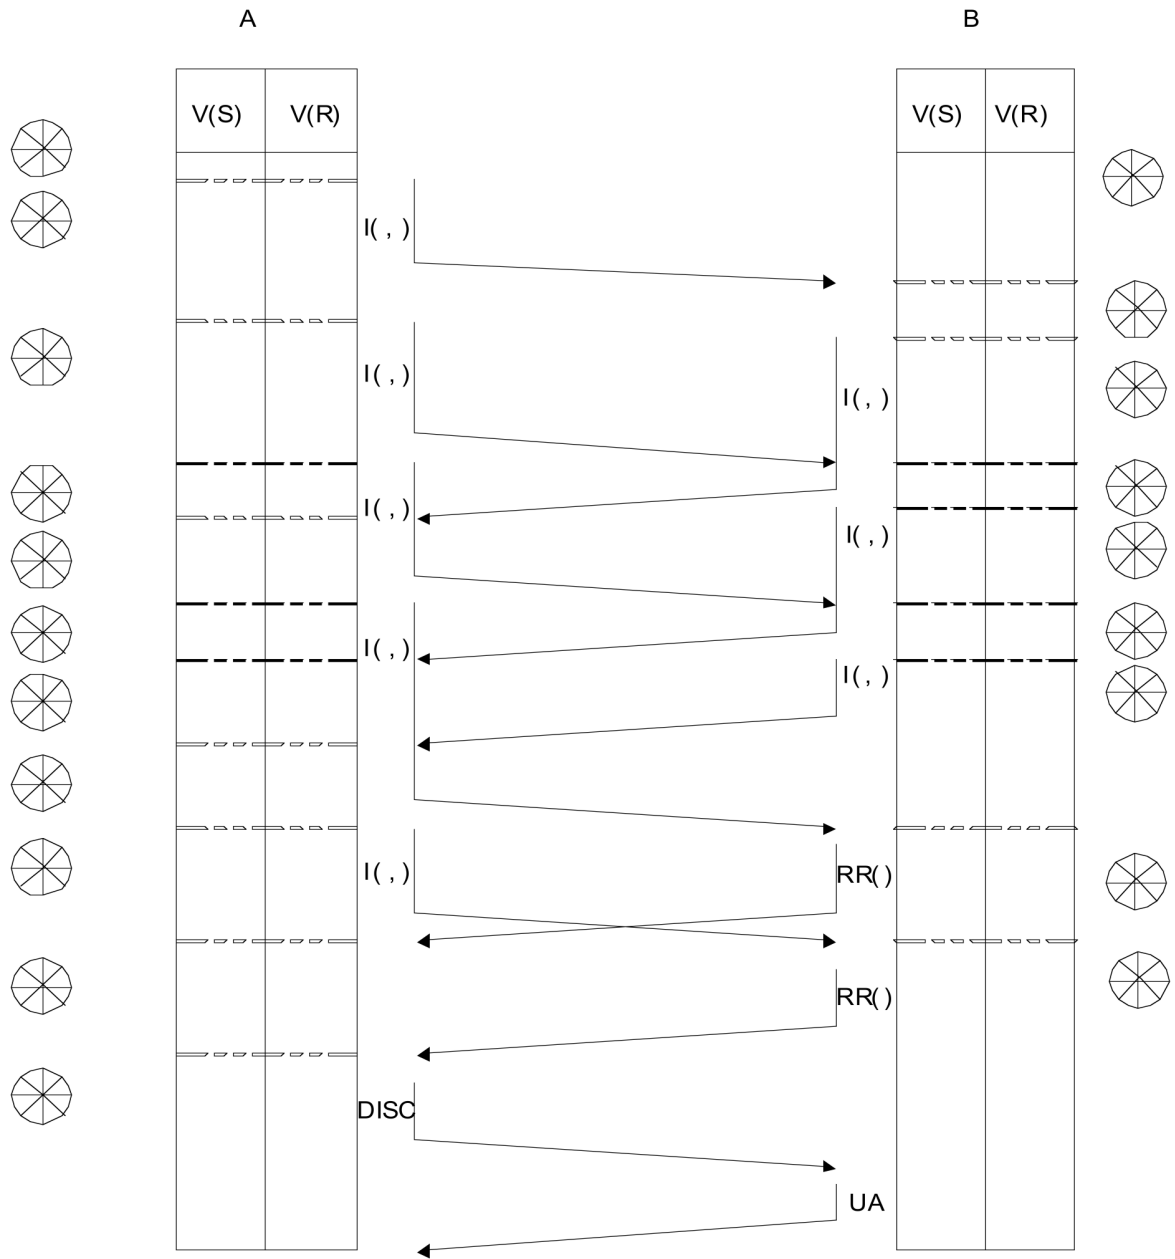 A B
V(S) V(R) V(S) V(R)
I( , )
I( , )
I( , )
I( , )
I( , )
I( , )
I( , )
I( , )
RR( )
RR( )
DISC
UA